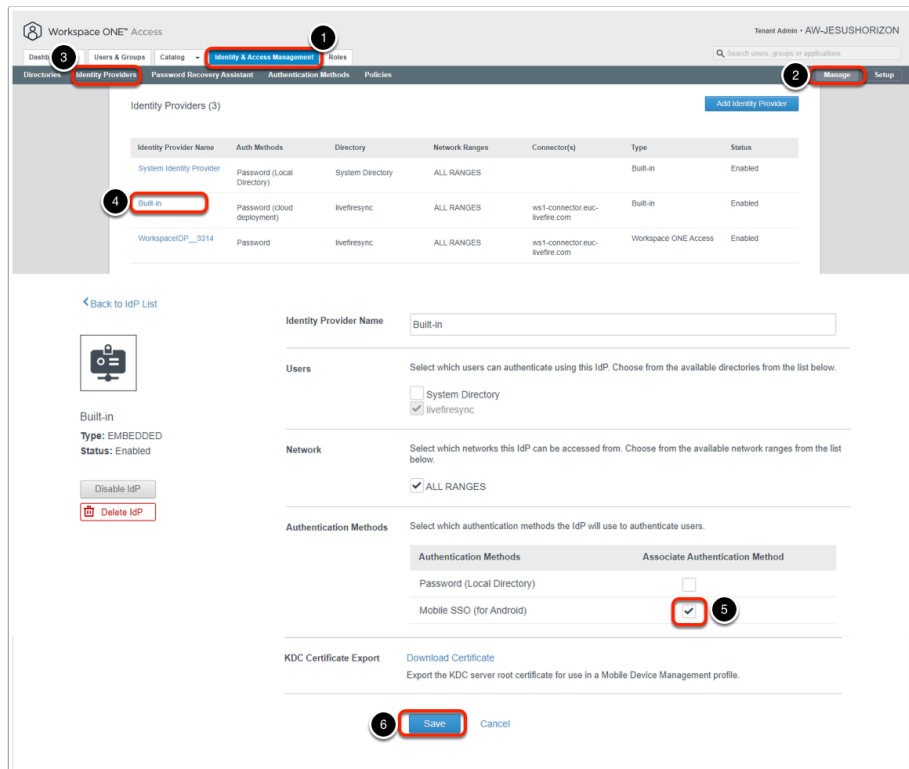 Workspace ONE™ Access
Tenant Admin • AW-JESUSHORIZON
1
3
Users & Groups
Catalog
Identity & Access Management
Roles
Search users, groups or applications
Directories
Identity Providers
Password Recovery Assistant
Authentication Methods
Policies
2
Manage
Setup
Identity Providers (3)
Add Identity Provider
Identity Provider Name Auth Methods Directory Network Ranges Connector(s) Type Status
System Identity Provider Password (Local Directory) System Directory ALL RANGES Built-in Enabled
4
Built-in Password (cloud deployment) livefiresync ALL RANGES ws1-connector.euc-livefire.com Built-in Enabled
WorkspaceIDP__3314 Password livefiresync ALL RANGES ws1-connector.euc-livefire.com Workspace ONE Access Enabled
Back to IdP List
Built-in
Type: EMBEDDED
Status: Enabled
Disable IdP
Delete IdP
Identity Provider Name
Built-in
Users
Select which users can authenticate using this IdP. Choose from the available directories from the list below.
System Directory
livefiresync
Network
Select which networks this IdP can be accessed from. Choose from the available network ranges from the list
below.
ALL RANGES
Authentication Methods
Select which authentication methods the IdP will use to authenticate users.
Authentication Methods Associate Authentication Method
Password (Local Directory)
Mobile SSO (for Android)
5
KDC Certificate Export
Download Certificate
Export the KDC server root certificate for use in a Mobile Device Management profile.
6
Save
Cancel